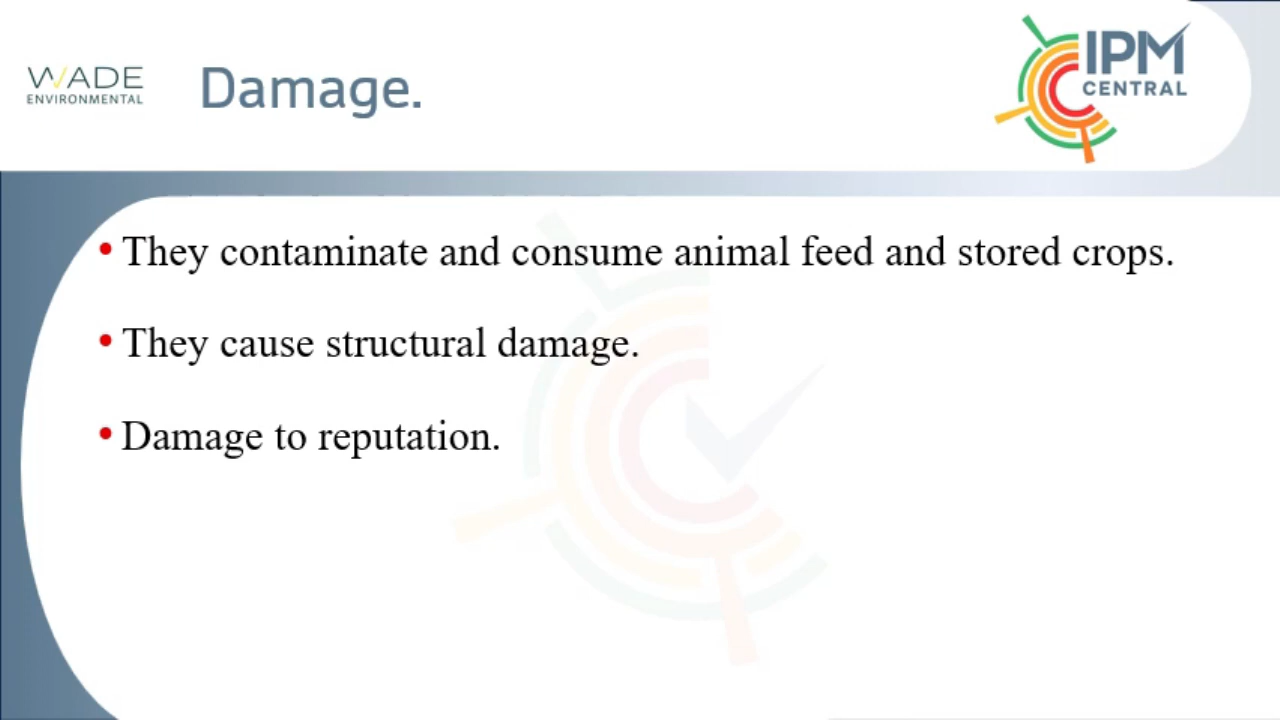 WADE
ENVIRONMENTAL
Damage.
IPM
CENTRAL
• They contaminate and consume animal feed and stored crops.
• They cause structural damage.
• Damage to reputation.